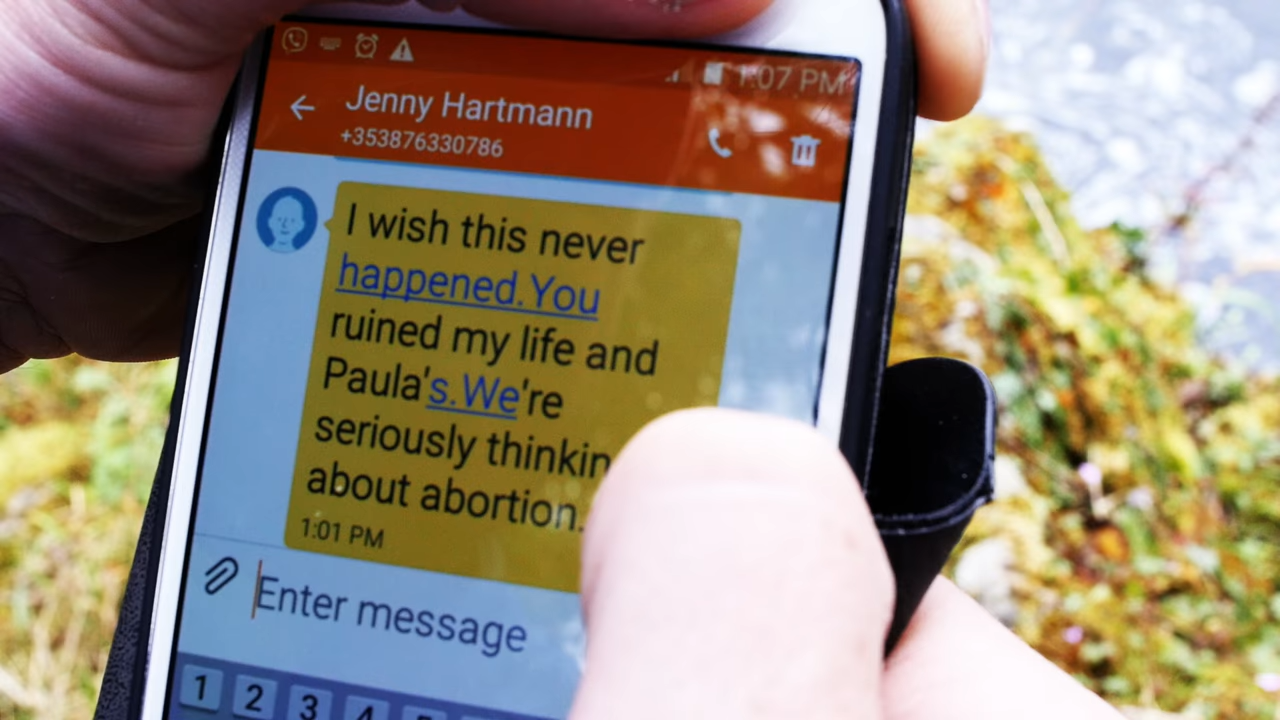 1:07 PM
Jenny Hartmann
+353876330786
I wish this never
happened.You
ruined my life and
Paula's.We're
seriously thinkin
about abortion.
1:01 PM
Enter message
1 2 3 4